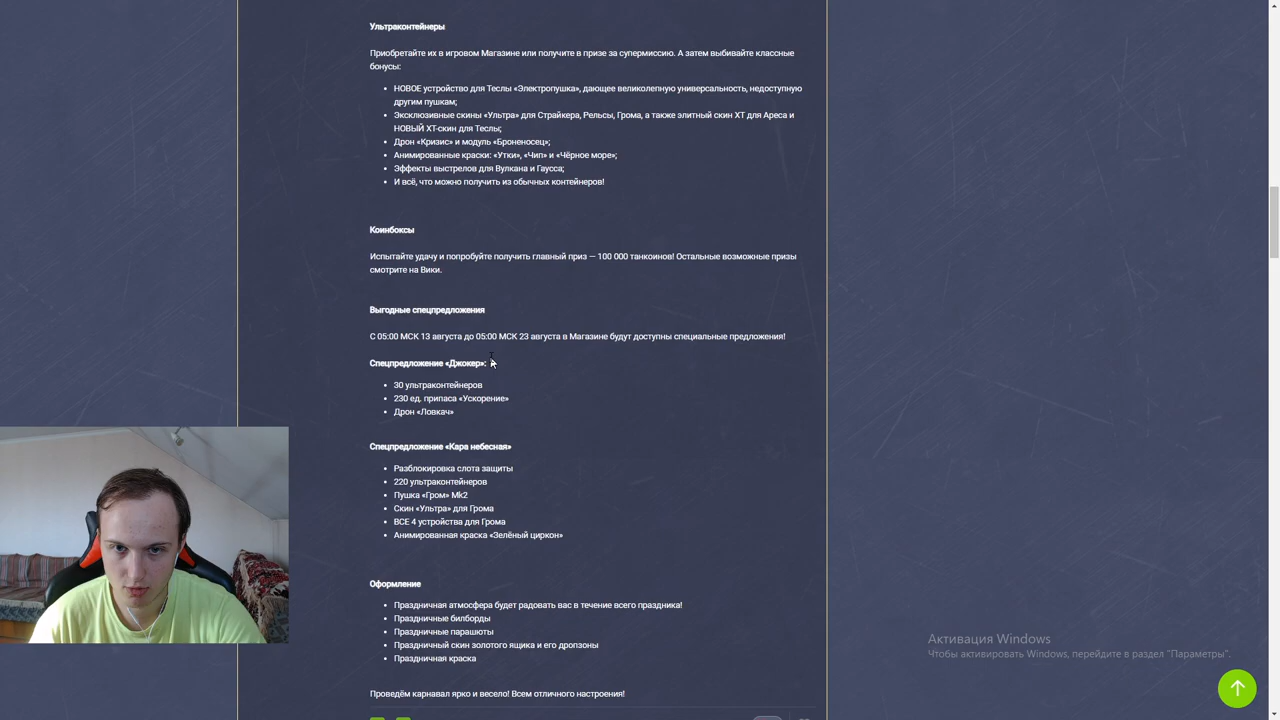 Ультраконтейнеры
Приобретайте их в игровом Магазине или получите в призе за супермиссию. А затем выбивайте классные
бонусы:
• НОВОЕ устройство для Теслы «Электропушка», дающее великолепную универсальность, недоступную
другим пушкам;
• Эксклюзивные скины «Ультра» для Страйкера, Рельсы, Грома, а также элитный скин XT для Ареса и
НОВЫЙ XT-скин для Теслы;
• Дрон «Кризис» и модуль «Броненосец»;
• Анимированные краски: «Утки», «Чип» и «Чёрное море»;
• Эффекты выстрелов для Вулкана и Гаусса;
• И всё, что можно получить из обычных контейнеров!
Коинбоксы
Испытайте удачу и попробуйте получить главный приз — 100 000 танкоинов! Остальные возможные призы
смотрите на Вики.
Выгодные спецпредложения
С 05:00 МСК 13 августа до 05:00 МСК 23 августа в Магазине будут доступны специальные предложения!
Спецпредложение «Джокер»:
• 30 ультраконтейнеров
• 230 ед. припаса «Ускорение»
• Дрон «Ловкач»
Спецпредложение «Кара небесная»
• Разблокировка слота защиты
• 220 ультраконтейнеров
• Пушка «Гром» Mk2
• Скин «Ультра» для Грома
• ВСЕ 4 устройства для Грома
• Анимированная краска «Зелёный циркон»
Оформление
• Праздничная атмосфера будет радовать вас в течение всего праздника!
• Праздничные билборды
• Праздничные парашюты
• Праздничный скин золотого ящика и его дропзоны
• Праздничная краска
Проведём карнавал ярко и весело! Всем отличного настроения!
Активация Windows
Чтобы активировать Windows, перейдите в раздел "Параметры".